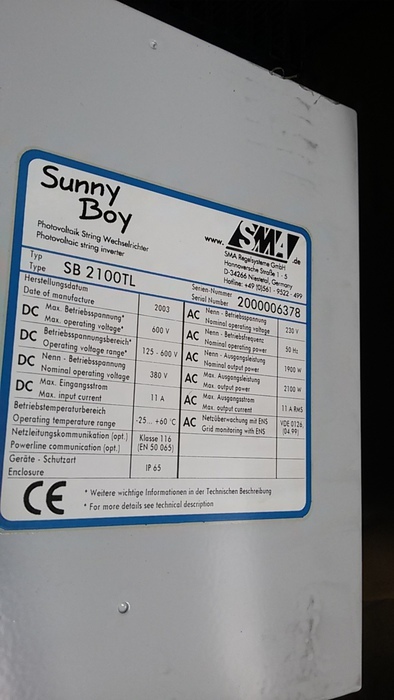 Sunny
Boy
Photovoltaik String Wechselrichter
Photovoltaic string inverter
www. SMA .de
SMA Regelsysteme GmbH
Hannoversche Straße 1 - 5
D-34266 Niestetal, Germany
Hotline: +49 (0)561 - 9522 - 499
Typ
Type SB 2100TL
Serien-Nummer
Serial Number 2000006378
Herstellungsdatum
Date of manufacture 2003
DC Max. Betriebsspannung*
Max. operating voltage* 600 V
DC Betriebsspannungsbereich*
Operating voltage range* 125 - 600 V
DC Nenn - Betriebsspannung
Nominal operating voltage 380 V
DC Max. Eingangsstrom
Max. input current 11 A
Betriebstemperaturbereich
Operating temperature range -25... +60 °C
Netzleitungskommunikation (opt.) Klasse 116
Powerline communication (opt.) (EN 50 065)
Geräte - Schutzart
Enclosure IP 65
AC Nenn - Betriebsspannung
Nominal operating voltage 230 V
AC Nenn - Betriebsfrequenz
Nominal operating frequency 50 Hz
AC Nenn - Ausgangsleistung
Nominal output power 1900 W
AC Max. Ausgangsleistung
Max. output power 2100 W
AC Max. Ausgangsstrom
Max. output current 11 A RMS
AC Netzüberwachung mit ENS VDE 0126
Grid monitoring with ENS (04.99)
CE
* Weitere wichtige Informationen in der Technischen Beschreibung
* For more details see technical description